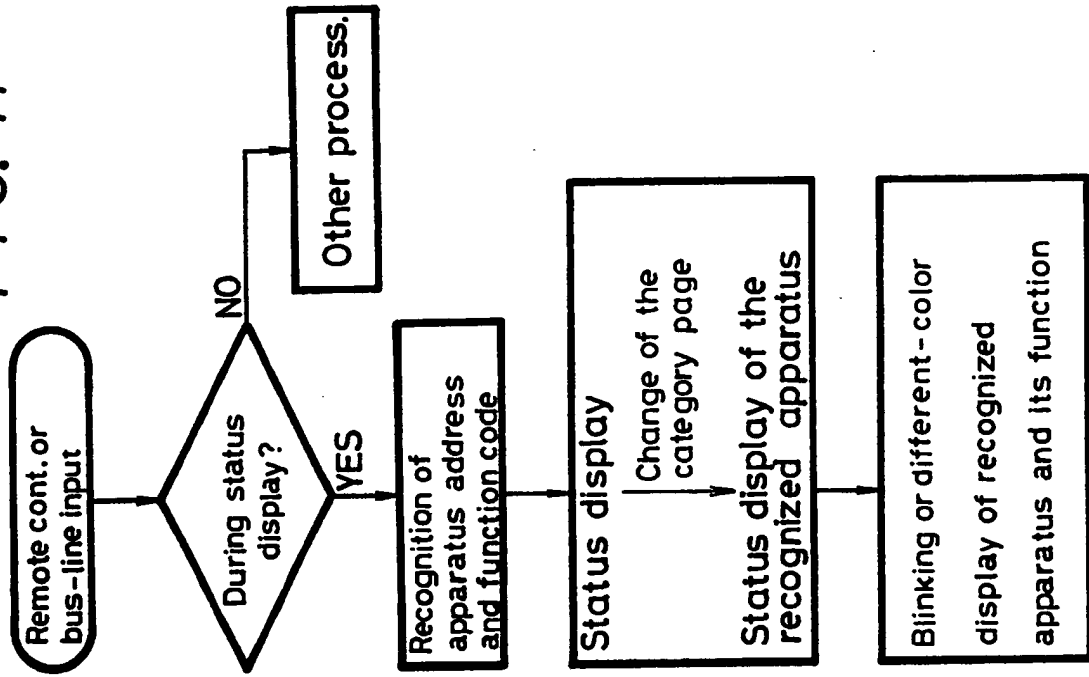 Remote cont. or
bus-line input
During status
display?
NO
YES
Other process.
Recognition of
apparatus address
and function code
Status display
Change of the
category page
Status display of the
recognized apparatus
Blinking or different-color
display of recognized
apparatus and its function